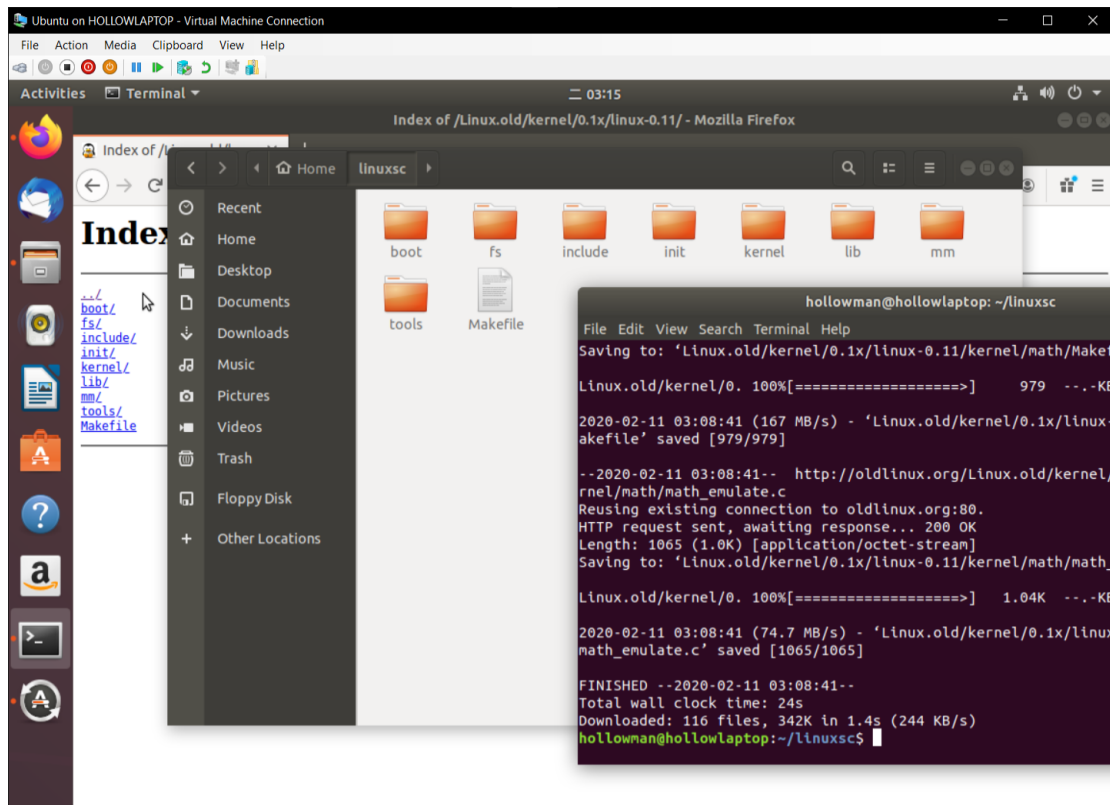 Ubuntu on HOLLOWLAPTOP - Virtual Machine Connection
File Action Media Clipboard View Help
Activities Terminal 二 03:15
Index of /Linux.old/kernel/0.1x/linux-0.11/ - Mozilla Firefox
Index of /
Home linuxsc
Index
../
boot/
fs/
include/
init/
kernel/
lib/
mm/
tools/
Makefile
Recent
Home
Desktop
Documents
Downloads
Music
Pictures
Videos
Trash
Floppy Disk
Other Locations
boot fs include init kernel lib mm
tools Makefile
hollowman@hollowlaptop: ~/linuxsc
File Edit View Search Terminal Help
Saving to: ‘Linux.old/kernel/0.1x/linux-0.11/kernel/math/Makef
Linux.old/kernel/0. 100%[===================>] 979 --.-KB
2020-02-11 03:08:41 (167 MB/s) - ‘Linux.old/kernel/0.1x/linux-
akefile’ saved [979/979]
--2020-02-11 03:08:41-- http://oldlinux.org/Linux.old/kernel/
rnel/math/math_emulate.c
Reusing existing connection to oldlinux.org:80.
HTTP request sent, awaiting response... 200 OK
Length: 1065 (1.0K) [application/octet-stream]
Saving to: ‘Linux.old/kernel/0.1x/linux-0.11/kernel/math/math_
Linux.old/kernel/0. 100%[===================>] 1.04K --.-KB
2020-02-11 03:08:41 (74.7 MB/s) - ‘Linux.old/kernel/0.1x/linux
math_emulate.c’ saved [1065/1065]
FINISHED --2020-02-11 03:08:41--
Total wall clock time: 24s
Downloaded: 116 files, 342K in 1.4s (244 KB/s)
hollowman@hollowlaptop:~/linuxsc$